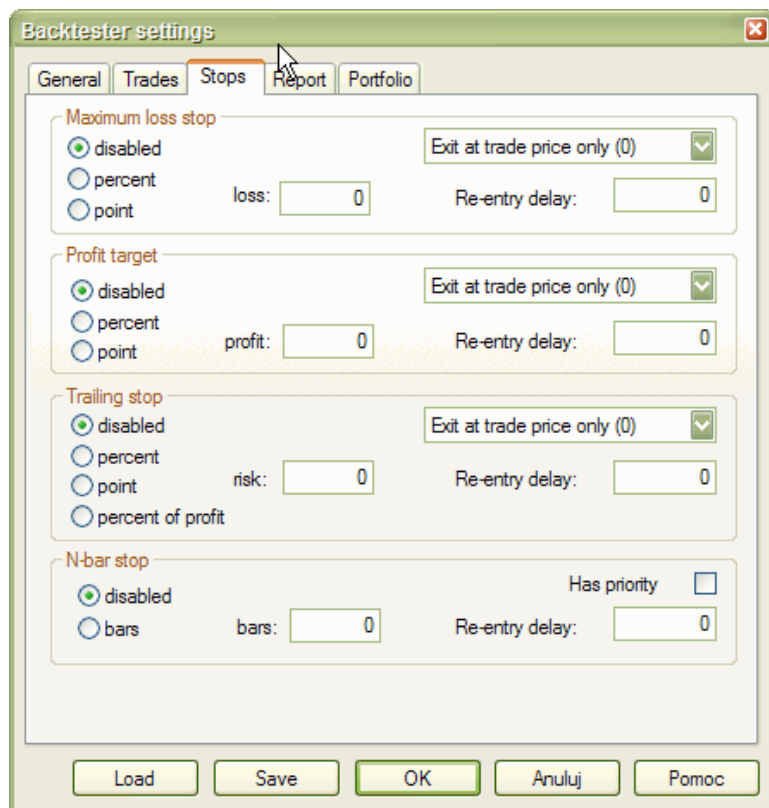 Backtester settings
General Trades Stops Report Portfolio
Maximum loss stop
disabled Exit at trade price only (0)
percent
loss: 0 Re-entry delay: 0
point
Profit target
disabled Exit at trade price only (0)
percent
profit: 0 Re-entry delay: 0
point
Trailing stop
disabled Exit at trade price only (0)
percent
point risk: 0 Re-entry delay: 0
percent of profit
N-bar stop
Has priority
disabled
bars bars: 0 Re-entry delay: 0
Load Save OK Anuluj Pomoc